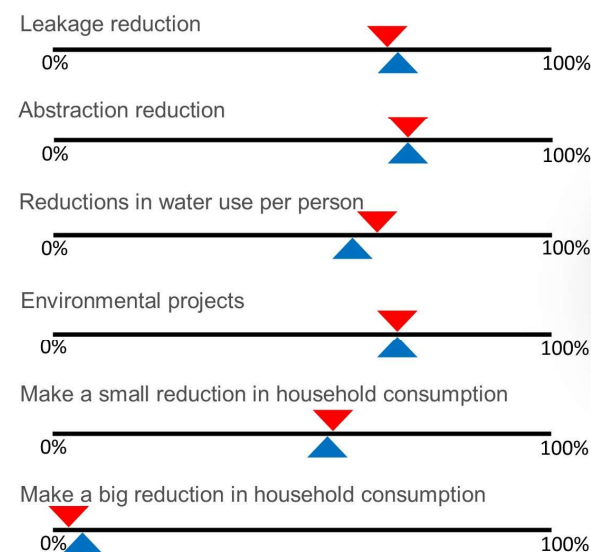 Leakage reduction
0% 100%
Abstraction reduction
0% 100%
Reductions in water use per person
0% 100%
Environmental projects
0% 100%
Make a small reduction in household consumption
0% 100%
Make a big reduction in household consumption
0% 100%